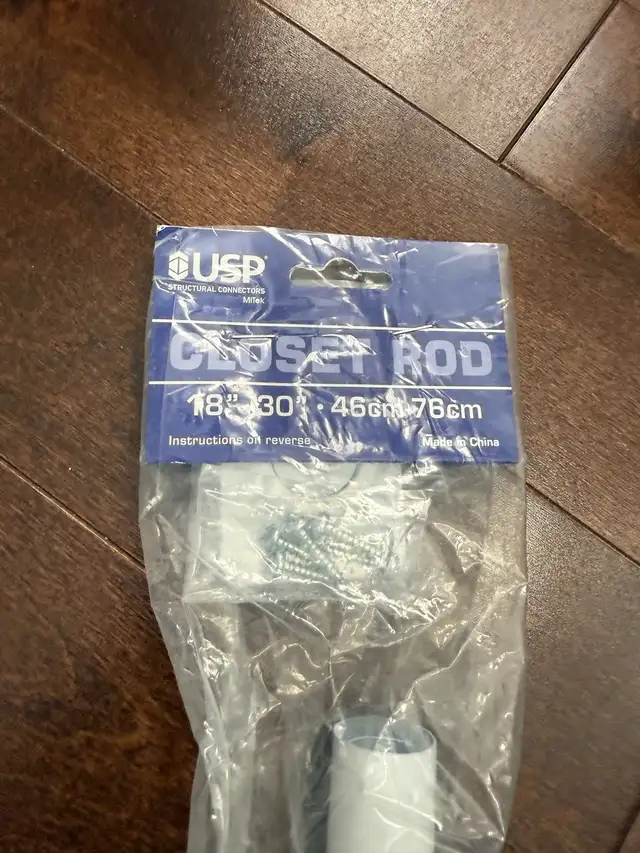 USP
STRUCTURAL CONNECTORS
MiTek
CLOSET ROD
18”-30” • 46cm-76cm
Instructions on reverse
Made in China